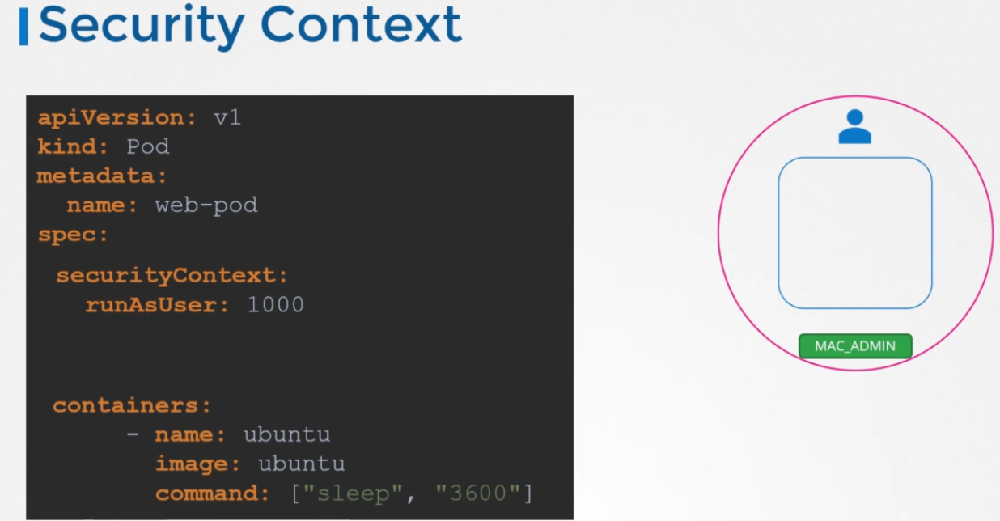 Security Context
apiVersion: v1
kind: Pod
metadata:
  name: web-pod
spec:
  securityContext:
    runAsUser: 1000
  containers:
      - name: ubuntu
        image: ubuntu
        command: ["sleep", "3600"]
MAC_ADMIN